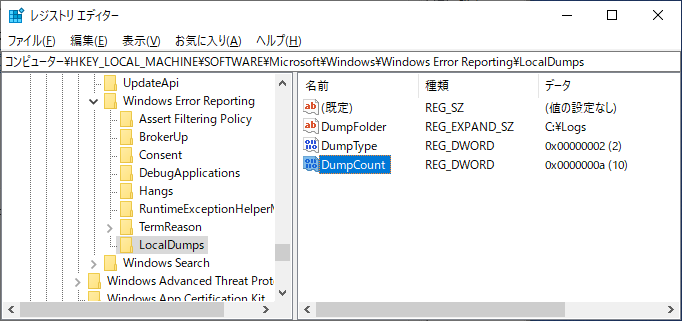 レジストリ エディター
ファイル(F) 編集(E) 表示(V) お気に入り(A) ヘルプ(H)
コンピューター¥HKEY_LOCAL_MACHINE¥SOFTWARE¥Microsoft¥Windows¥Windows Error Reporting¥LocalDumps
UpdateApi
Windows Error Reporting
Assert Filtering Policy
BrokerUp
Consent
DebugApplications
Hangs
RuntimeExceptionHelperM
TermReason
LocalDumps
Windows Search
Windows Advanced Threat Prote
Windows App Certification Kit
名前 種類 データ
ab (既定) REG_SZ (値の設定なし)
ab DumpFolder REG_EXPAND_SZ C:¥Logs
DumpType REG_DWORD 0x00000002 (2)
DumpCount REG_DWORD 0x0000000a (10)